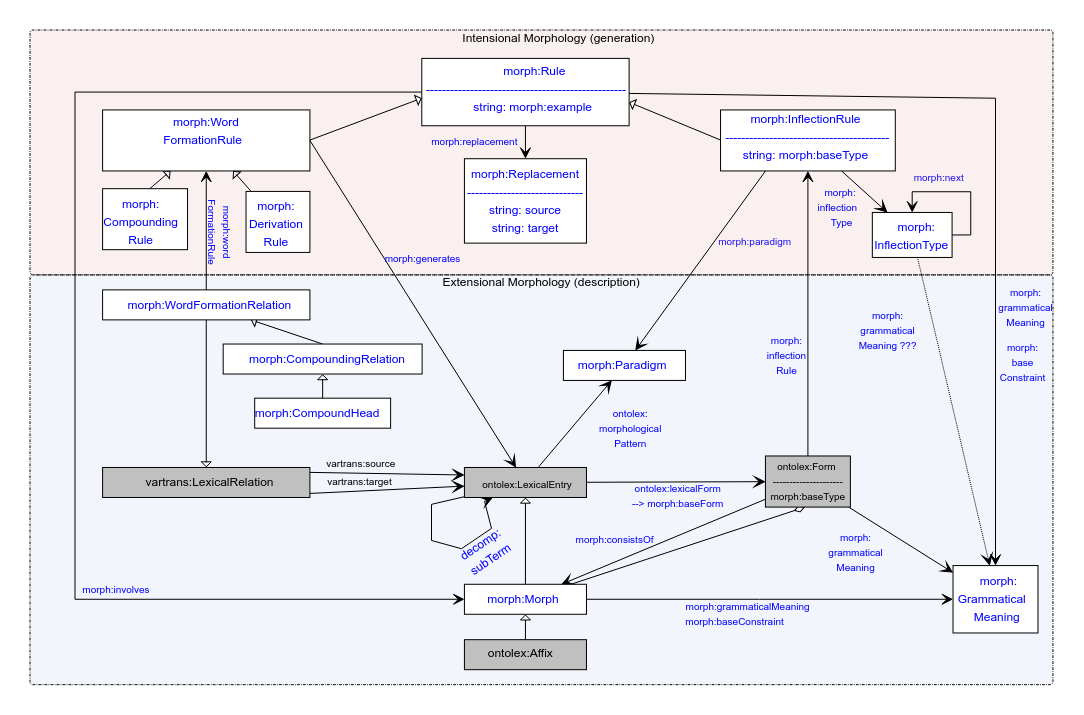 Intensional Morphology (generation)
morph:Rule
string: morph:example
morph:Word
FormationRule
morph:InflectionRule
string: morph:baseType
morph:replacement
morph:Replacement
string: source
string: target
morph:next
morph:
inflection
Type
morph:
Compounding
Rule
morph:word
FormationRule
morph:
Derivation
Rule
morph:
InflectionType
morph:paradigm
morph:generates
Extensional Morphology (description)
morph:WordFormationRelation
morph:
grammatical
Meaning
morph:
base
Constraint
morph:
grammatical
Meaning ???
morph:
inflection
Rule
morph:CompoundingRelation
morph:Paradigm
morph:CompoundHead
ontolex:
morphological
Pattern
vartrans:LexicalRelation
vartrans:source
vartrans:target
ontolex:LexicalEntry
ontolex:lexicalForm
--> morph:baseForm
ontolex:Form
morph:baseType
decomp:
subTerm
morph:consistsOf
morph:
grammatical
Meaning
morph:involves
morph:Morph
morph:grammaticalMeaning
morph:baseConstraint
morph:
Grammatical
Meaning
ontolex:Affix